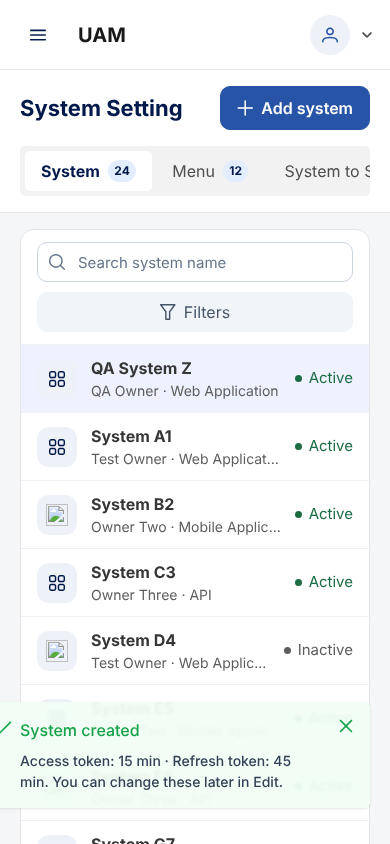 UAM
System Setting
Add system
System 24
Menu 12
System to S
Search system name
Filters
QA System Z
QA Owner · Web Application
Active
System A1
Test Owner · Web Applicat...
Active
System B2
Owner Two · Mobile Applic...
Active
System C3
Owner Three · API
Active
System D4
Test Owner · Web Applic...
Inactive
System E5
System created
Access token: 15 min · Refresh token: 45
min. You can change these later in Edit.
System G7